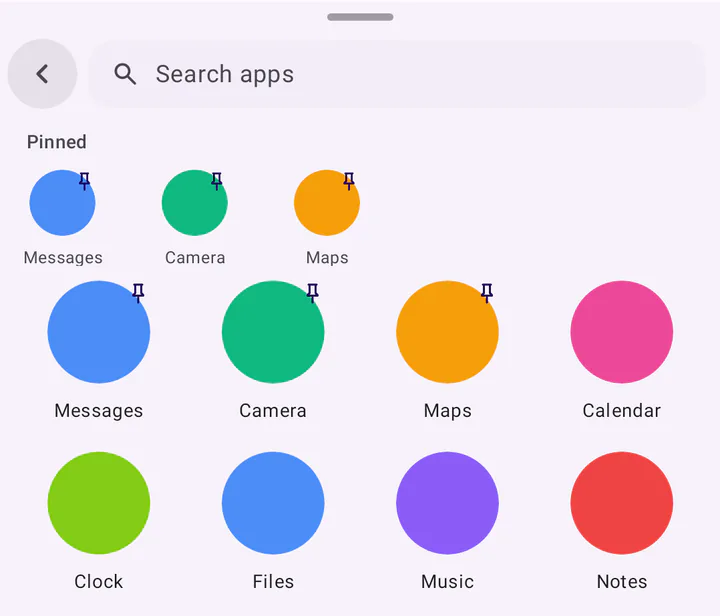 Search apps
Pinned
Messages Camera Maps
Messages Camera Maps Calendar
Clock Files Music Notes